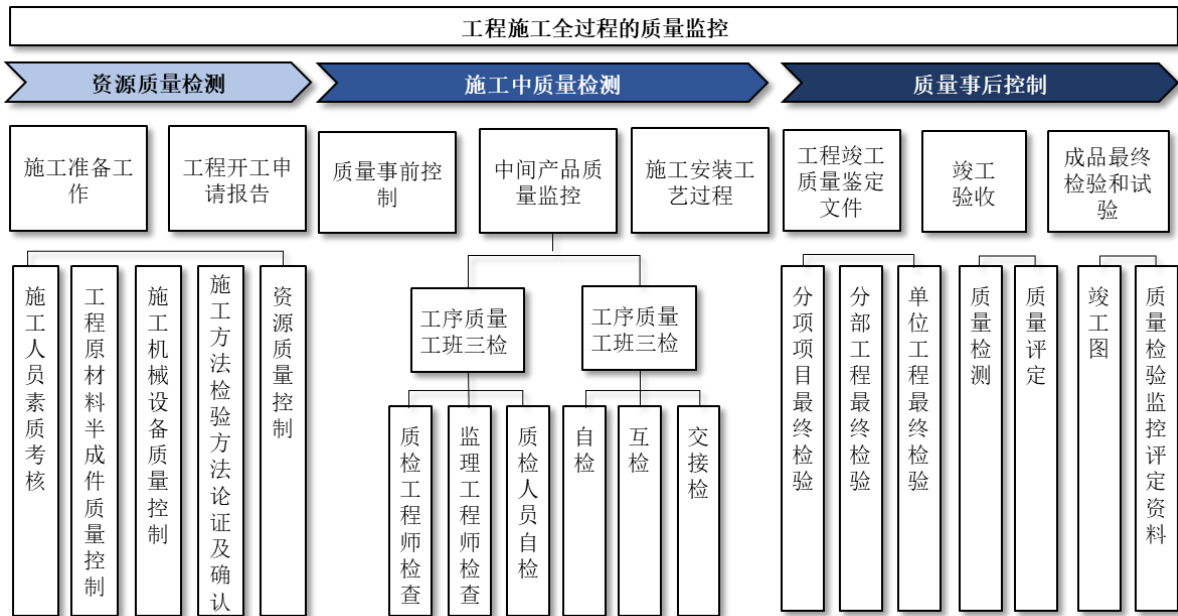 工程施工全过程的质量监控
资源质量检测
施工中质量检测
质量事后控制
施工准备工
作
工程开工申
请报告
质量事前控
制
中间产品质
量监控
施工安装工
艺过程
工程竣工
质量鉴定
文件
竣工
验收
成品最终
检验和试
验
施工人员素质考核
工程原材料半成件质量控制
施工机械设备质量控制
施工方法检验方法论证及确认
资源质量控制
工序质量
工班三检
工序质量
工班三检
质检工程师检查
监理工程师检查
质检人员自检
自检
互检
交接检
分项项目最终检验
分部工程最终检验
单位工程最终检验
质量检测
质量评定
竣工图
质量检验监控评定资料